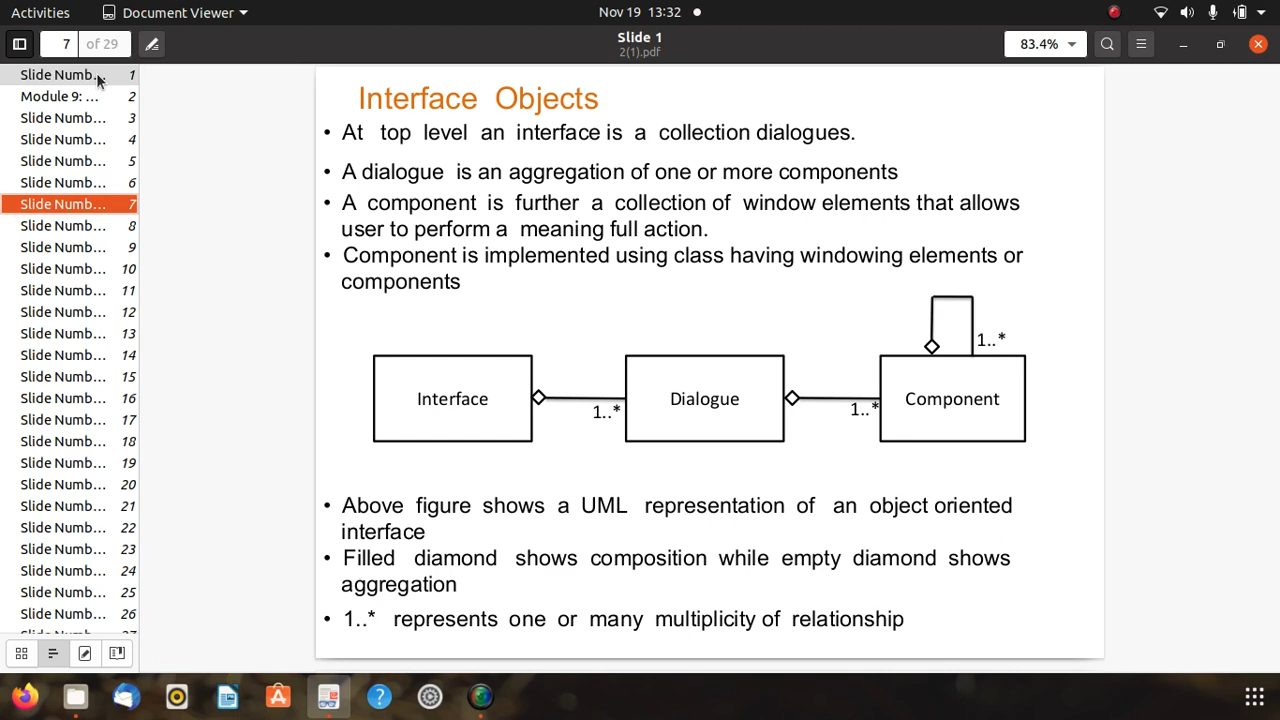 Activities
Document Viewer
Nov 19 13:32
7 of 29
Slide 1
2(1).pdf
83.4%
Slide Numb... 1
Module 9: ... 2
Slide Numb... 3
Slide Numb... 4
Slide Numb... 5
Slide Numb... 6
Slide Numb... 7
Slide Numb... 8
Slide Numb... 9
Slide Numb... 10
Slide Numb... 11
Slide Numb... 12
Slide Numb... 13
Slide Numb... 14
Slide Numb... 15
Slide Numb... 16
Slide Numb... 17
Slide Numb... 18
Slide Numb... 19
Slide Numb... 20
Slide Numb... 21
Slide Numb... 22
Slide Numb... 23
Slide Numb... 24
Slide Numb... 25
Slide Numb... 26
Interface Objects
• At top level an interface is a collection dialogues.
• A dialogue is an aggregation of one or more components
• A component is further a collection of window elements that allows
user to perform a meaning full action.
• Component is implemented using class having windowing elements or
components
1..*
Interface
1..*
Dialogue
1..*
Component
• Above figure shows a UML representation of an object oriented
interface
• Filled diamond shows composition while empty diamond shows
aggregation
• 1..* represents one or many multiplicity of relationship